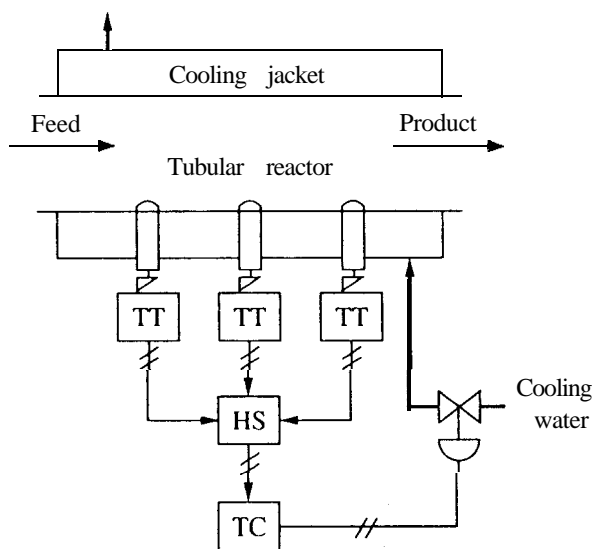 Cooling jacket
Feed
Product
Tubular reactor
TT
TT
TT
HS
Cooling
water
TC